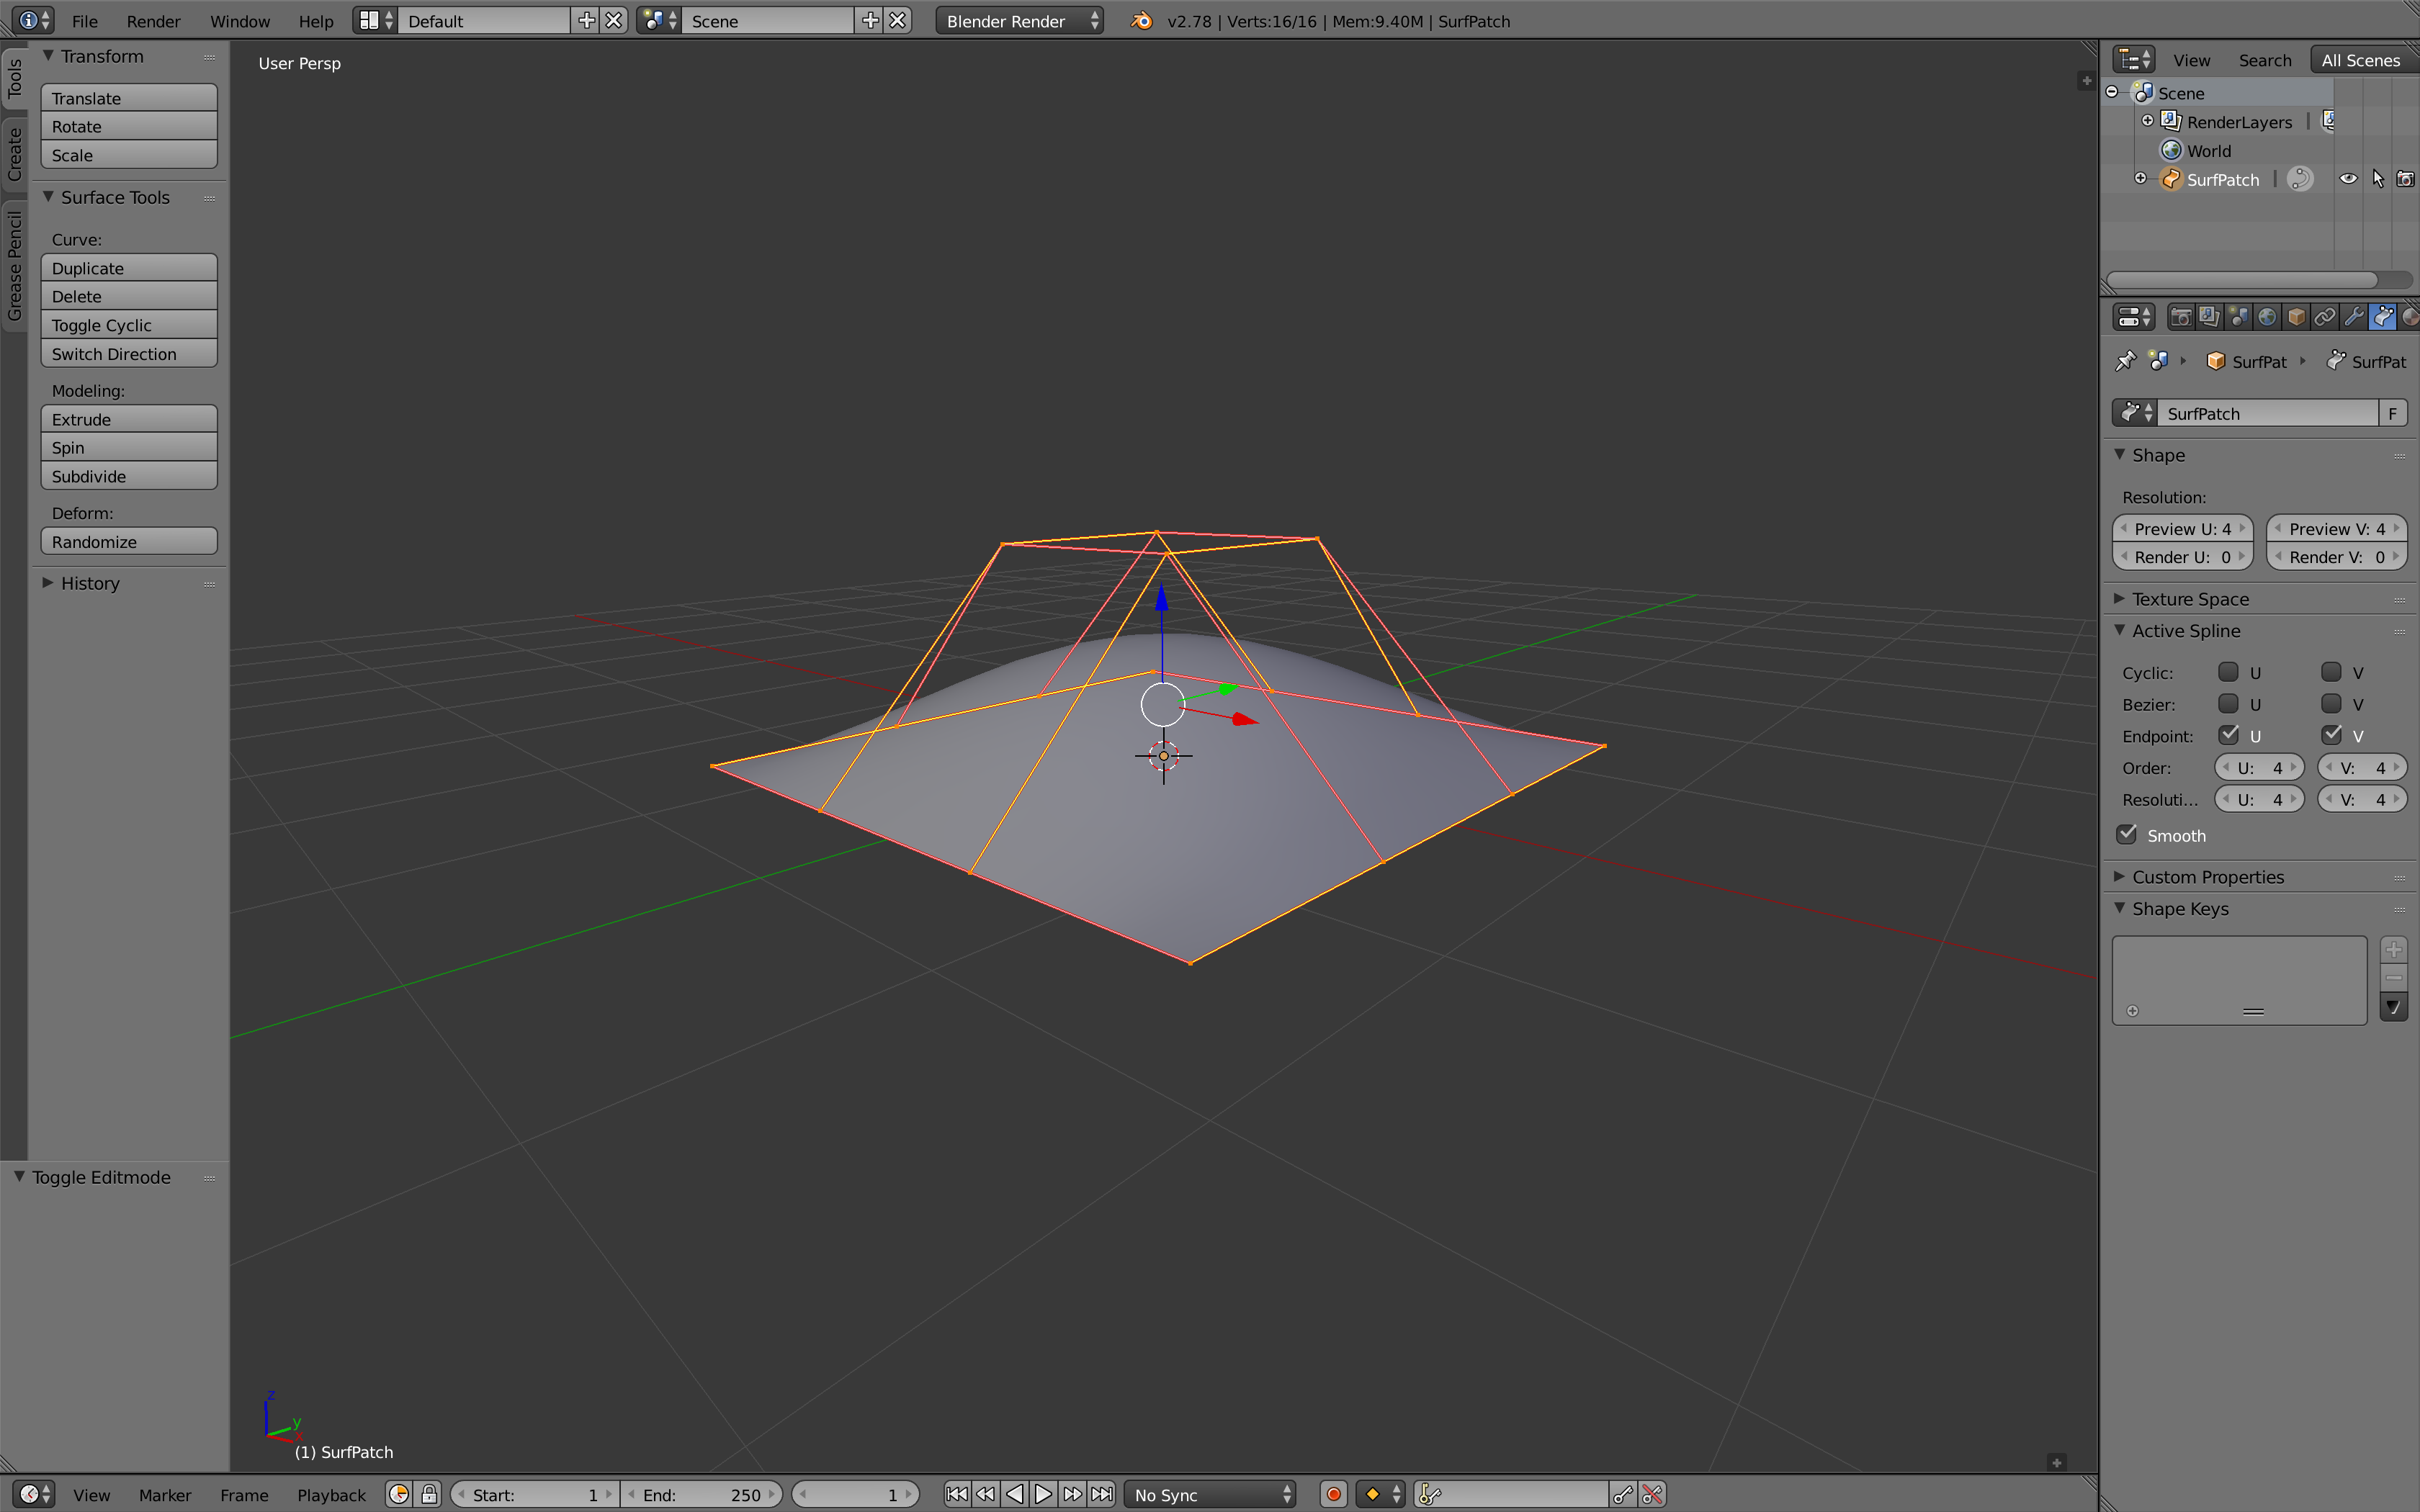 File Render Window Help Default Scene Blender Render v2.78 | Verts:16/16 | Mem:9.40M | SurfPatch
Tools
Create
Grease Pencil
Transform
Translate
Rotate
Scale
Surface Tools
Curve:
Duplicate
Delete
Toggle Cyclic
Switch Direction
Modeling:
Extrude
Spin
Subdivide
Deform:
Randomize
History
Toggle Editmode
User Persp
z
y
x
(1) SurfPatch
View Search All Scenes
Scene
RenderLayers
World
SurfPatch
SurfPat SurfPat
SurfPatch F
Shape
Resolution:
Preview U: 4 Preview V: 4
Render U: 0 Render V: 0
Texture Space
Active Spline
Cyclic: U V
Bezier: U V
Endpoint: U V
Order: U: 4 V: 4
Resoluti... U: 4 V: 4
Smooth
Custom Properties
Shape Keys
View Marker Frame Playback Start: 1 End: 250 1 No Sync